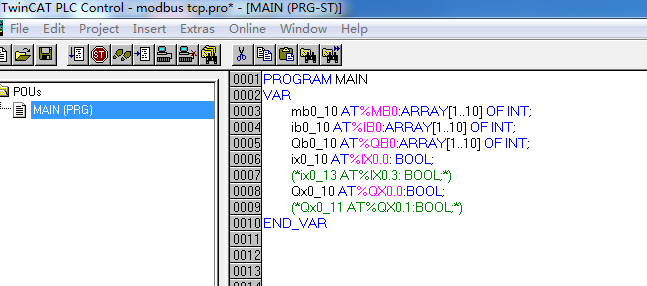 TwinCAT PLC Control - modbus tcp.pro* - [MAIN (PRG-ST)]
File Edit Project Insert Extras Online Window Help
POUs
MAIN (PRG)
0001 PROGRAM MAIN
0002 VAR
0003 mb0_10 AT%MB0:ARRAY[1..10] OF INT;
0004 ib0_10 AT%IB0:ARRAY[1..10] OF INT;
0005 Qb0_10 AT%QB0:ARRAY[1..10] OF INT;
0006 ix0_10 AT%IX0.0: BOOL;
0007 (*ix0_13 AT%IX0.3: BOOL;*)
0008 Qx0_10 AT%QX0.0:BOOL;
0009 (*Qx0_11 AT%QX0.1:BOOL;*)
0010 END_VAR
0011
0012
0013